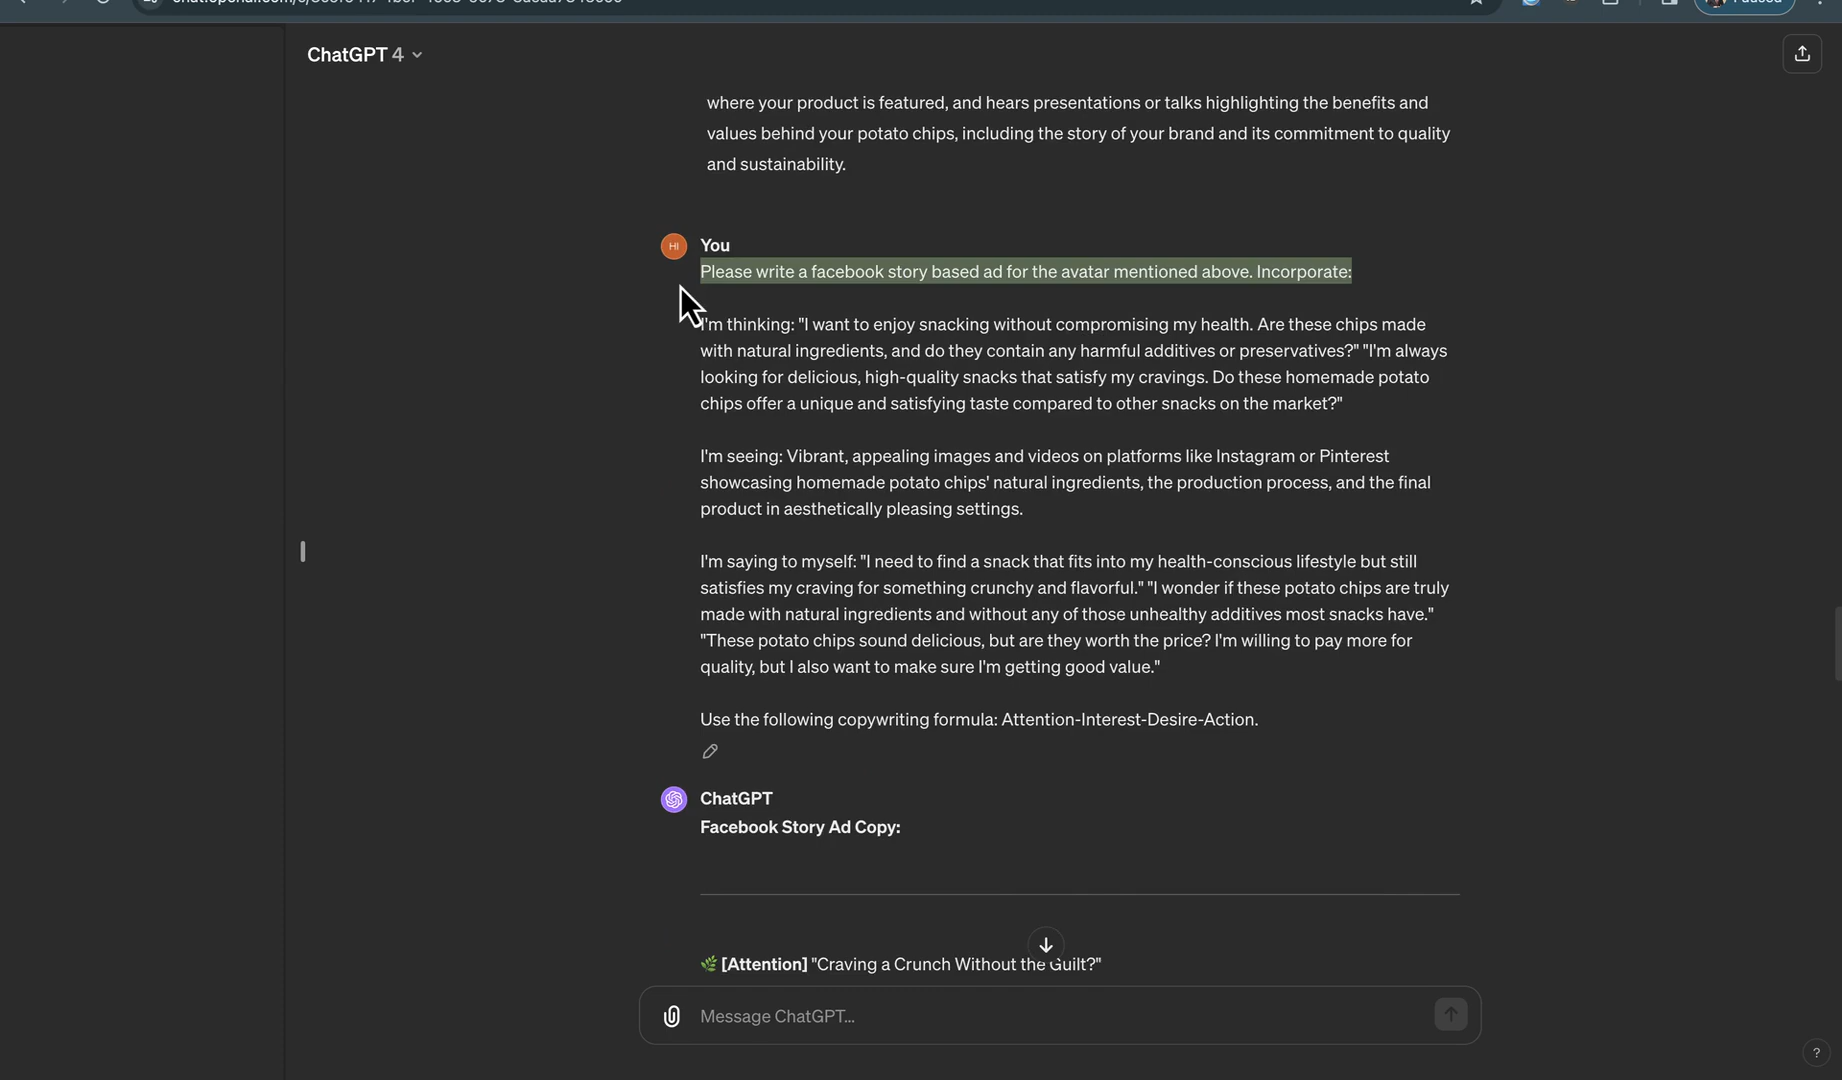 Paused
ChatGPT 4
where your product is featured, and hears presentations or talks highlighting the benefits and
values behind your potato chips, including the story of your brand and its commitment to quality
and sustainability.
HI
You
Please write a facebook story based ad for the avatar mentioned above. Incorporate:
I'm thinking: "I want to enjoy snacking without compromising my health. Are these chips made
with natural ingredients, and do they contain any harmful additives or preservatives?" "I'm always
looking for delicious, high-quality snacks that satisfy my cravings. Do these homemade potato
chips offer a unique and satisfying taste compared to other snacks on the market?"
I'm seeing: Vibrant, appealing images and videos on platforms like Instagram or Pinterest
showcasing homemade potato chips' natural ingredients, the production process, and the final
product in aesthetically pleasing settings.
I'm saying to myself: "I need to find a snack that fits into my health-conscious lifestyle but still
satisfies my craving for something crunchy and flavorful." "I wonder if these potato chips are truly
made with natural ingredients and without any of those unhealthy additives most snacks have."
"These potato chips sound delicious, but are they worth the price? I'm willing to pay more for
quality, but I also want to make sure I'm getting good value."
Use the following copywriting formula: Attention-Interest-Desire-Action.
ChatGPT
Facebook Story Ad Copy:
🌿 [Attention] "Craving a Crunch Without the Guilt?"
Message ChatGPT...
?